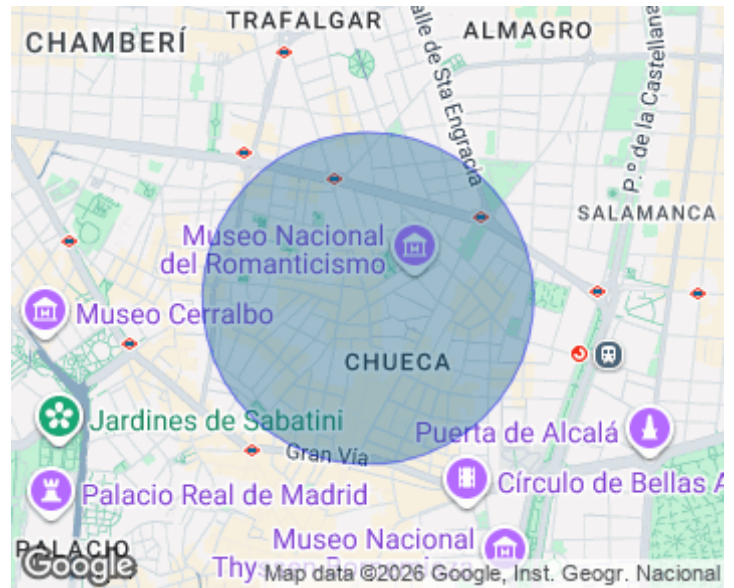 TRAFALGAR
CHAMBERÍ
ALMAGRO
alle de Sta Engracia
P.º de la Castellana
SALAMANCA
Museo Nacional
del Romanticismo
Museo Cerralbo
CHUECA
Jardines de Sabatini
Puerta de Alcalá
Gran Vía
Círculo de Bellas A
Palacio Real de Madrid
Museo Nacional
PALACIO
Google
Map data ©2026 Google, Inst. Geogr. Nacional